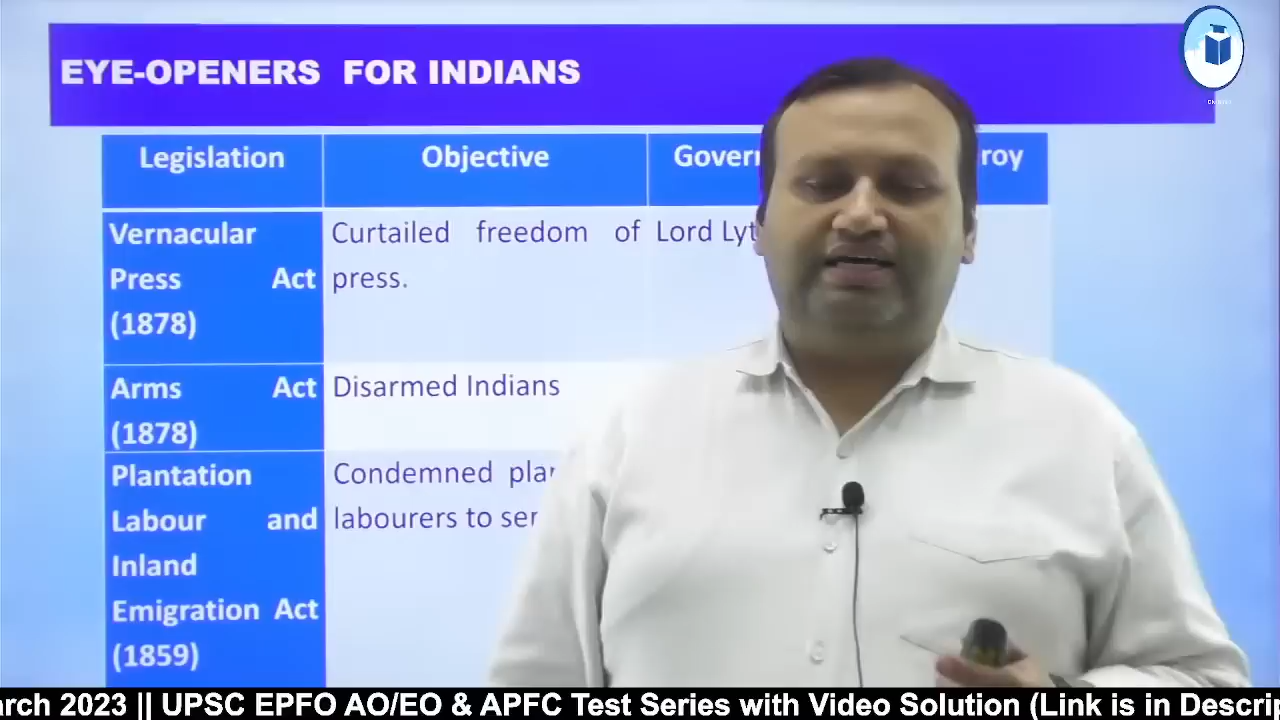 EYE-OPENERS FOR INDIANS
Legislation Objective Govern roy
Vernacular Press Act (1878)
Curtailed freedom of press.
Lord Lyt
Arms Act (1878)
Disarmed Indians
Plantation Labour and Inland Emigration Act (1859)
Condemned plan
labourers to ser
arch 2023 || UPSC EPFO AO/EO & APFC Test Series with Video Solution (Link is in Descrip